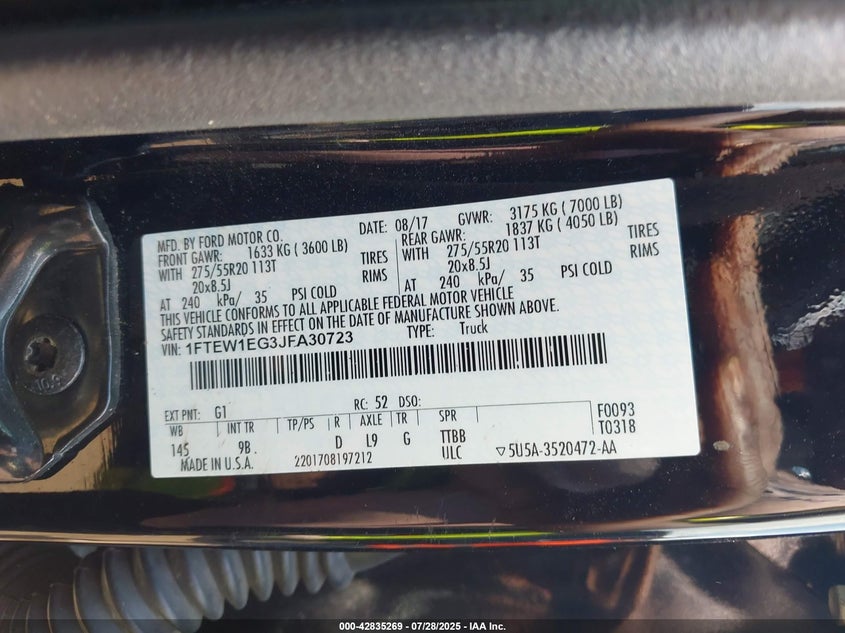 MFD. BY FORD MOTOR CO.
DATE: 08/17 GVWR: 3175 KG ( 7000 LB)
FRONT GAWR: 1633 KG ( 3600 LB) REAR GAWR: 1837 KG ( 4050 LB)
WITH 275/55R20 113T TIRES WITH 275/55R20 113T TIRES
20x8.5J RIMS 20x8.5J RIMS
AT 240 kPa/ 35 PSI COLD AT 240 kPa/ 35 PSI COLD
THIS VEHICLE CONFORMS TO ALL APPLICABLE FEDERAL MOTOR VEHICLE
SAFETY STANDARDS IN EFFECT ON THE DATE OF MANUFACTURE SHOWN ABOVE.
VIN: 1FTEW1EG3JFA30723 TYPE: Truck
EXT PNT: G1 RC: 52 DSO:
WB INT TR TP/PS R AXLE TR SPR F0093
145 9B D L9 G TTBB T0318
ULC ▽5U5A-3520472-AA
MADE IN U.S.A. 2201708197212
000-42835269 - 07/28/2025 - IAA Inc.